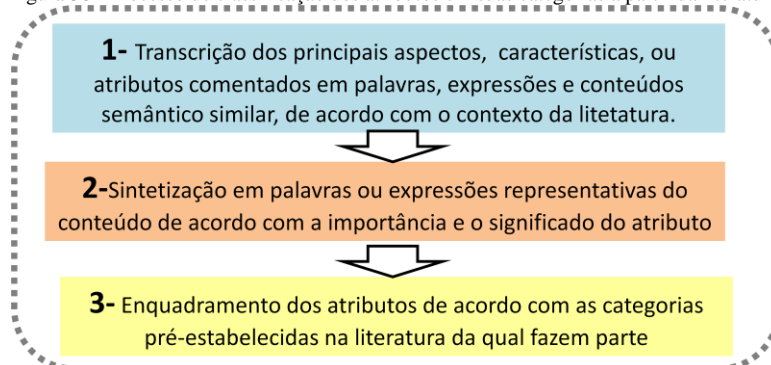 1- Transcrição dos principais aspectos, características, ou
atributos comentados em palavras, expressões e conteúdos
semântico similar, de acordo com o contexto da litetatura.
2-Sintetização em palavras ou expressões representativas do
conteúdo de acordo com a importância e o significado do atributo
3- Enquadramento dos atributos de acordo com as categorias
pré-estabelecidas na literatura da qual fazem parte